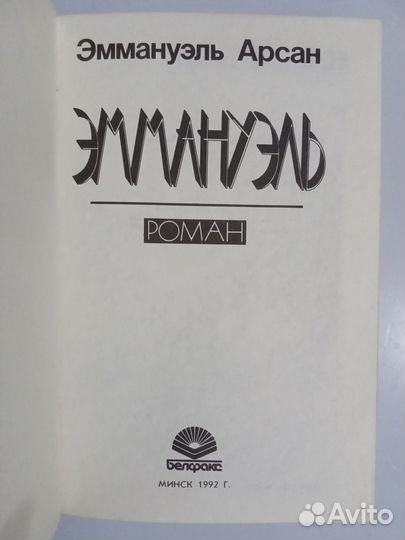 Эммануэль Арсан
ЭММАНУЭЛЬ
РОМАН
Белфакс
МИНСК 1992 Г.
Avito